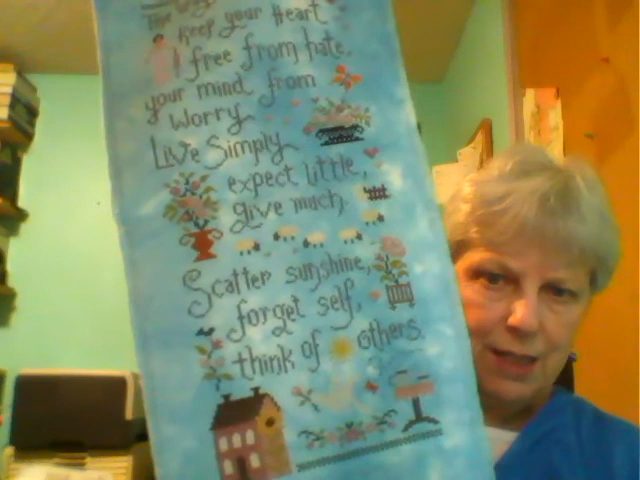 The
Keep your Heart
free from hate,
your mind from
Worry
Live Simply
expect little,
give much.
Scatter sunshine,
forget self,
think of others.